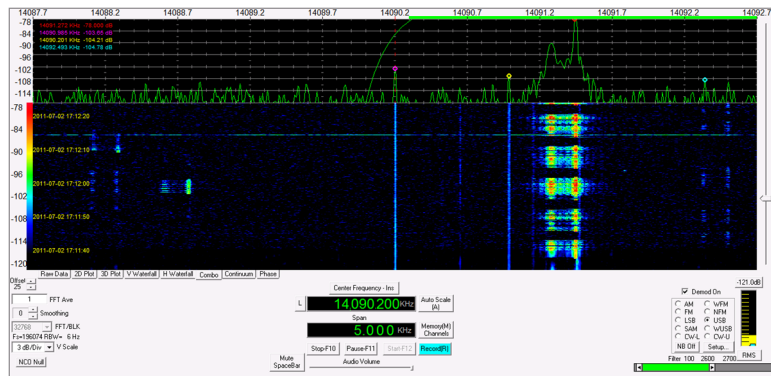 14087.7 14088.2 14088.7 14089.2 14089.7 14090.2 14090.7 14091.2 14091.7 14092.2 14092.7
-78
-84
-90
-96
-102
-108
-114
-78
-84
-90
-96
-102
-108
-114
-120
14090.201 KHz -104.21 dB
14092.493 KHz -104.78 dB
2011-07-02 17:12:20
2011-07-02 17:12:10
2011-07-02 17:12:00
2011-07-02 17:11:50
2011-07-02 17:11:40
Raw Data 2D Plot 3D Plot V Waterfall H Waterfall Combo Continuum Phase
Offset
25
1 FFT Ave
0 Smoothing
32768 FFT/BLK
Fs=196074 RBW= 6 Hz
3 dB/Div V Scale
NCO Null
Center Frequency - Ins
L 14.090.200 KHz
Auto Scale (A)
Span
5.000 KHz
Memory(M) Channels
Stop-F10 Pause-F11 Start-F12 Record(R)
Mute SpaceBar
Audio Volume
Demod On
AM WFM
FM NFM
LSB USB
SAM WUSB
CW-L CW-U
NB Off Setup...
Filter 100 2600 2700
-121.0dB
RMS